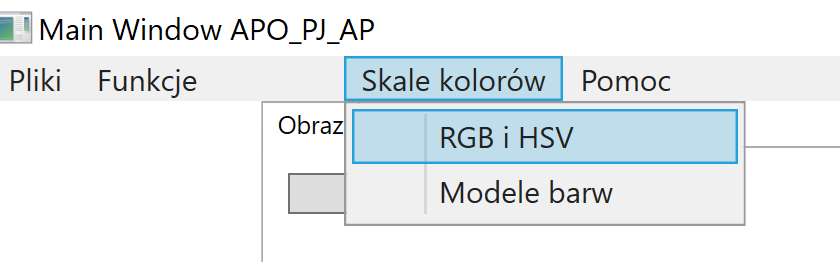 Main Window APO_PJ_AP
Pliki Funkcje Skale kolorów Pomoc
Obraz
RGB i HSV
Modele barw